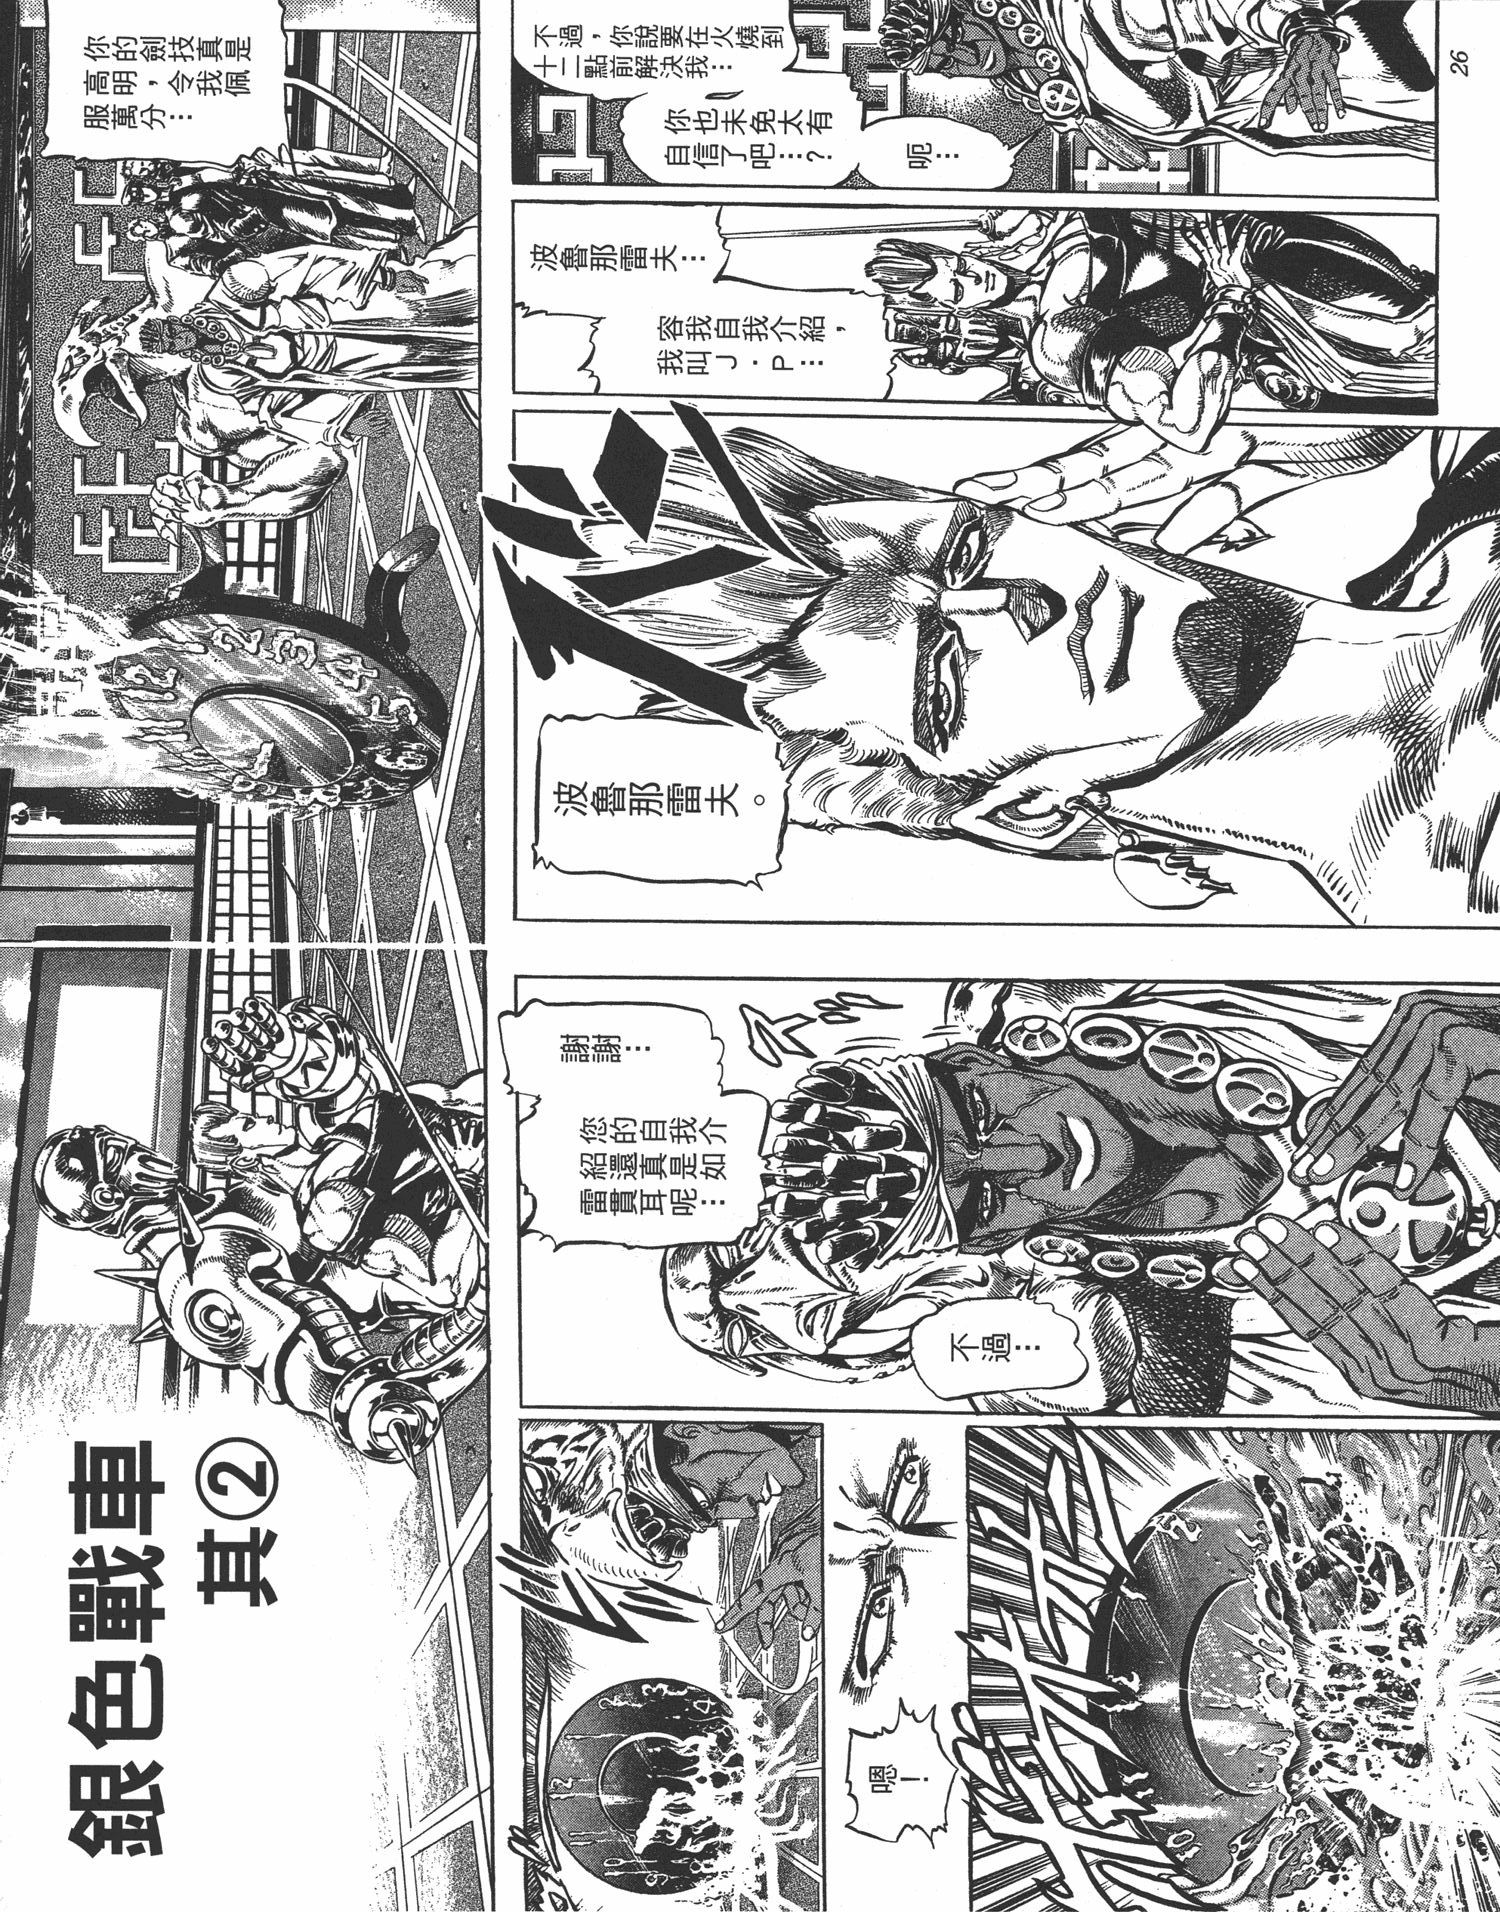 銀色戰車
其②
你的劍技真是
高明，令我佩
服萬分…
不過，你說要在火燒到
十二點前解決我…
你也未免太有
自信了吧…?
呃…
容我自我介紹，
我叫J．P…
波魯那雷夫…
波魯那雷夫。
謝謝…
您的自我介
紹還真是如
雷貫耳呢…
不過…
嗯！
26